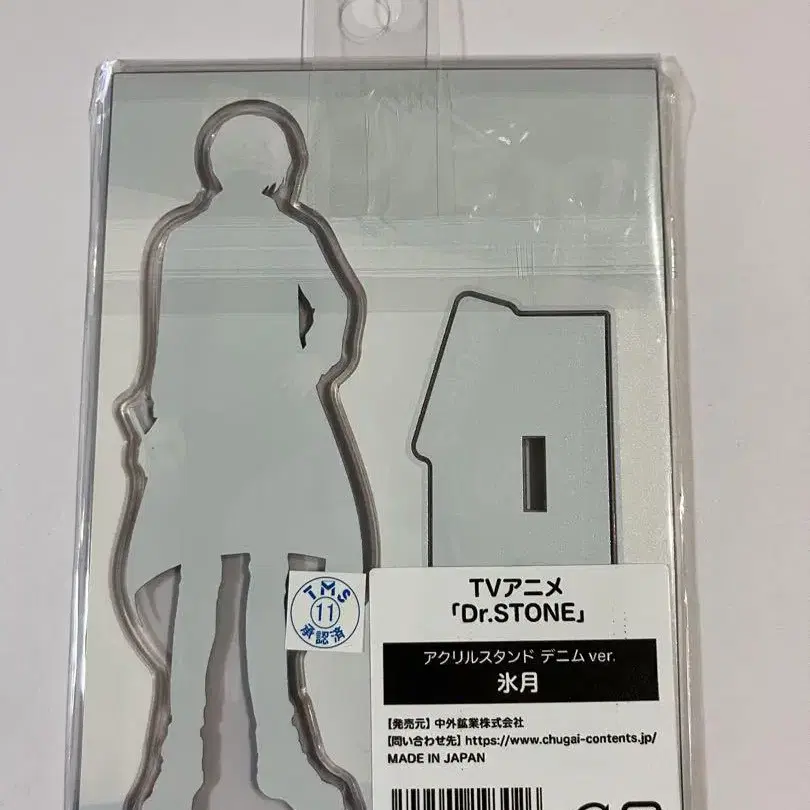 TMS
11
承認済
TVアニメ
「Dr.STONE」
アクリルスタンド デニム ver.
氷月
【発売元】中外鉱業株式会社
【問い合わせ先】https://www.chugai-contents.jp/
MADE IN JAPAN